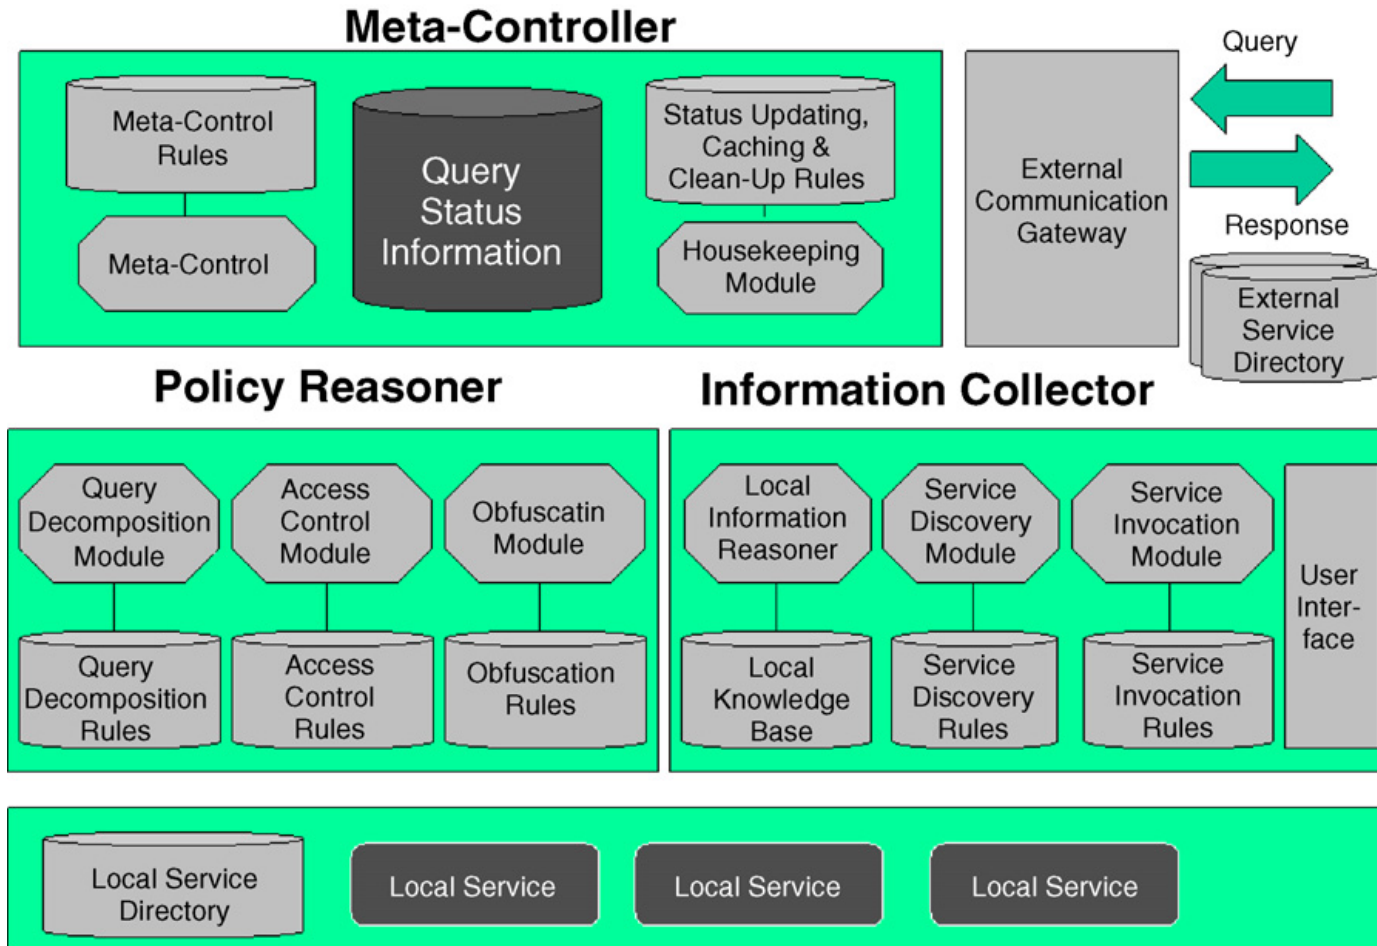 Meta-Controller
Meta-Control
Rules
Meta-Control
Query
Status
Information
Status Updating,
Caching &
Clean-Up Rules
Housekeeping
Module
External
Communication
Gateway
Query
Response
External
Service
Directory
Policy Reasoner
Query
Decomposition
Module
Access
Control
Module
Obfuscatin
Module
Query
Decomposition
Rules
Access
Control
Rules
Obfuscation
Rules
Information Collector
Local
Information
Reasoner
Service
Discovery
Module
Service
Invocation
Module
Local
Knowledge
Base
Service
Discovery
Rules
Service
Invocation
Rules
User
Inter-
face
Local Service
Directory
Local Service
Local Service
Local Service